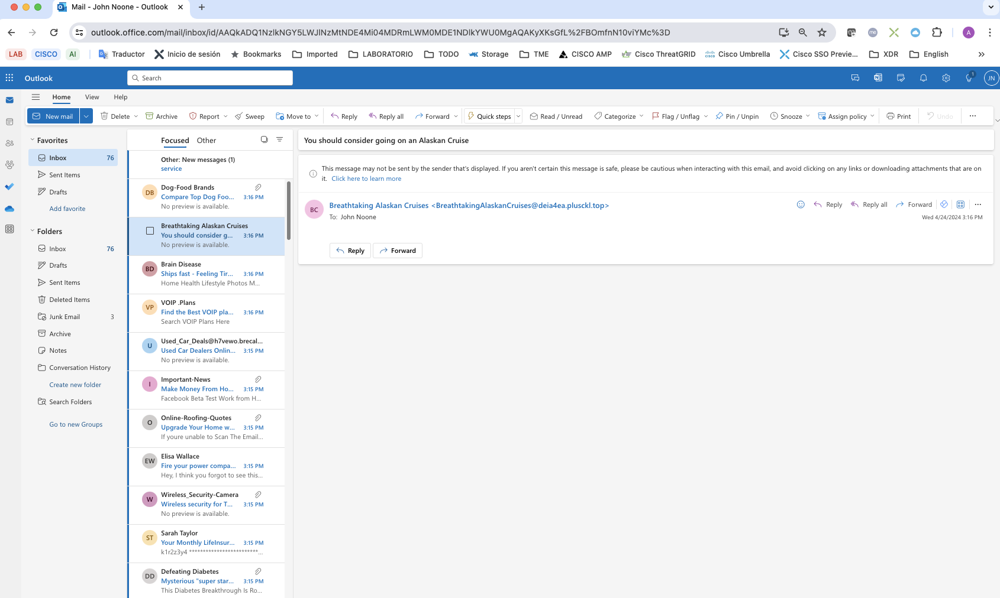 Mail - John Noone - Outlook
outlook.office.com/mail/inbox/id/AAQkADQ1NzlkNGY5LWJlNzMtNDE4Mi04MDRmLWM0MDE1NDlkYWU0MgAQAKyXKsGfL%2FBOmfnN10viYMc%3D
me
A
LAB CISCO AI Traductor Inicio de sesión Bookmarks Imported LABORATORIO TODO Storage TME CISCO AMP Cisco ThreatGRID Cisco Umbrella Cisco SSO Previe... XDR English
Outlook Search 1 JN
Home View Help
New mail Delete Archive Report Sweep Move to Reply Reply all Forward Quick steps Read / Unread Categorize Flag / Unflag Pin / Unpin Snooze Assign policy Print Undo ...
Favorites
Inbox 76
Sent Items
Drafts
Add favorite
Folders
Inbox 76
Drafts
Sent Items
Deleted Items
Junk Email 3
Archive
Notes
Conversation History
Create new folder
Search Folders
Go to new Groups
Focused Other
Other: New messages (1)
service
DB Dog-Food Brands
Compare Top Dog Foo... 3:16 PM
No preview is available.
Breathtaking Alaskan Cruises
You should consider g... 3:16 PM
No preview is available.
BD Brain Disease
Ships fast - Feeling Tir... 3:16 PM
Home Health Lifestyle Photos M...
VP VOIP .Plans
Find the Best VOIP pla... 3:16 PM
Search VOIP Plans Here
U Used_Car_Deals@h7vewo.brecal...
Used Car Dealers Onlin... 3:15 PM
No preview is available.
I Important-News
Make Money From Ho... 3:15 PM
Facebook Beta Test Work from H...
O Online-Roofing-Quotes
Upgrade Your Home w... 3:15 PM
If youre unable to Scan The Email...
EW Elisa Wallace
Fire your power compa... 3:15 PM
Hey, I think you forgot to see this...
W Wireless_Security-Camera
Wireless security for T... 3:15 PM
No preview is available.
ST Sarah Taylor
Your Monthly LifeInsur... 3:15 PM
k1r2z3y4 *************************...
DD Defeating Diabetes
Mysterious "super star... 3:15 PM
This Diabetes Breakthrough Is Ro...
You should consider going on an Alaskan Cruise
This message may not be sent by the sender that's displayed. If you aren't certain this message is safe, please be cautious when interacting with this email, and avoid clicking on any links or downloading attachments that are on
it. Click here to learn more
BC Breathtaking Alaskan Cruises <BreathtakingAlaskanCruises@deia4ea.plusckl.top> Reply Reply all Forward ...
To: John Noone Wed 4/24/2024 3:16 PM
Reply Forward